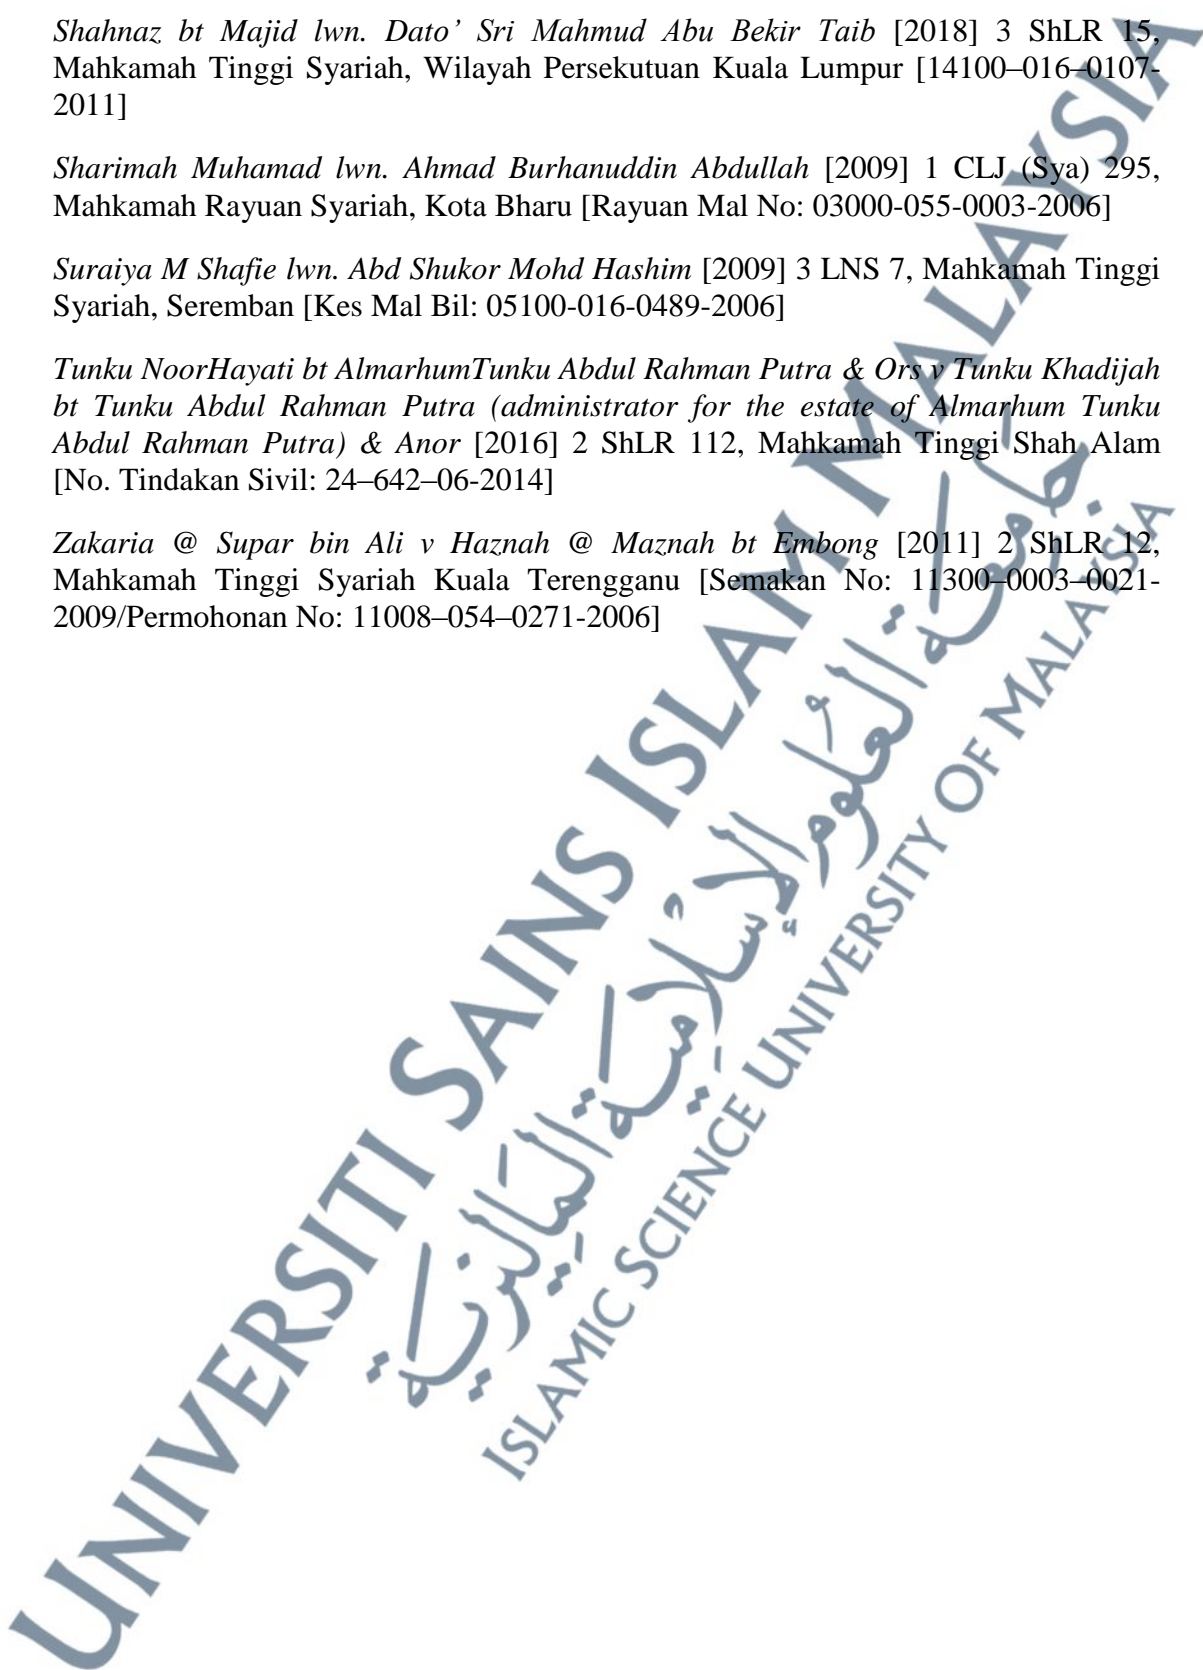 Shahnaz bt Majid lwn. Dato’ Sri Mahmud Abu Bekir Taib [2018] 3 ShLR 15,
Mahkamah Tinggi Syariah, Wilayah Persekutuan Kuala Lumpur [14100–016–0107-
2011]
Sharimah Muhamad lwn. Ahmad Burhanuddin Abdullah [2009] 1 CLJ (Sya) 295,
Mahkamah Rayuan Syariah, Kota Bharu [Rayuan Mal No: 03000-055-0003-2006]
Suraiya M Shafie lwn. Abd Shukor Mohd Hashim [2009] 3 LNS 7, Mahkamah Tinggi
Syariah, Seremban [Kes Mal Bil: 05100-016-0489-2006]
Tunku NoorHayati bt AlmarhumTunku Abdul Rahman Putra & Ors v Tunku Khadijah
bt Tunku Abdul Rahman Putra (administrator for the estate of Almarhum Tunku
Abdul Rahman Putra) & Anor [2016] 2 ShLR 112, Mahkamah Tinggi Shah Alam
[No. Tindakan Sivil: 24–642–06-2014]
Zakaria @ Supar bin Ali v Haznah @ Maznah bt Embong [2011] 2 ShLR 12,
Mahkamah Tinggi Syariah Kuala Terengganu [Semakan No: 11300–0003–0021-
2009/Permohonan No: 11008–054–0271-2006]
UNIVERSITI SAINS ISLAM MALAYSIA
جامعة العلوم الإسلامية الماليزية
ISLAMIC SCIENCE UNIVERSITY OF MALAYSIA